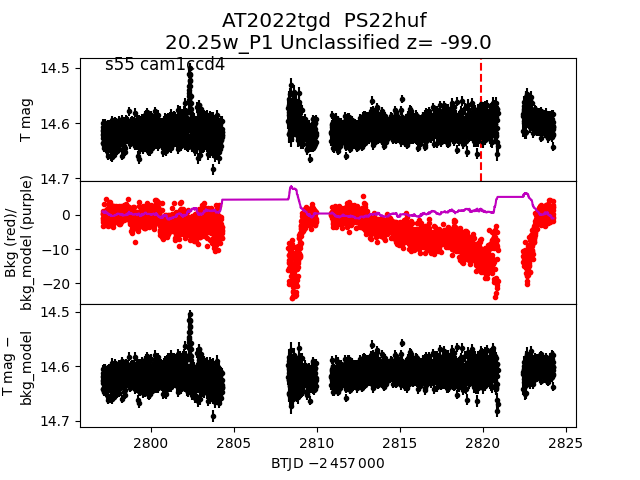 AT2022tgd  PS22huf
20.25w_P1 Unclassified z= -99.0
s55 cam1ccd4
14.5
14.6
14.7
T mag
0
−10
−20
Bkg (red)/
bkg_model (purple)
14.5
14.6
14.7
T mag −
bkg_model
2800 2805 2810 2815 2820 2825
BTJD −2 457 000